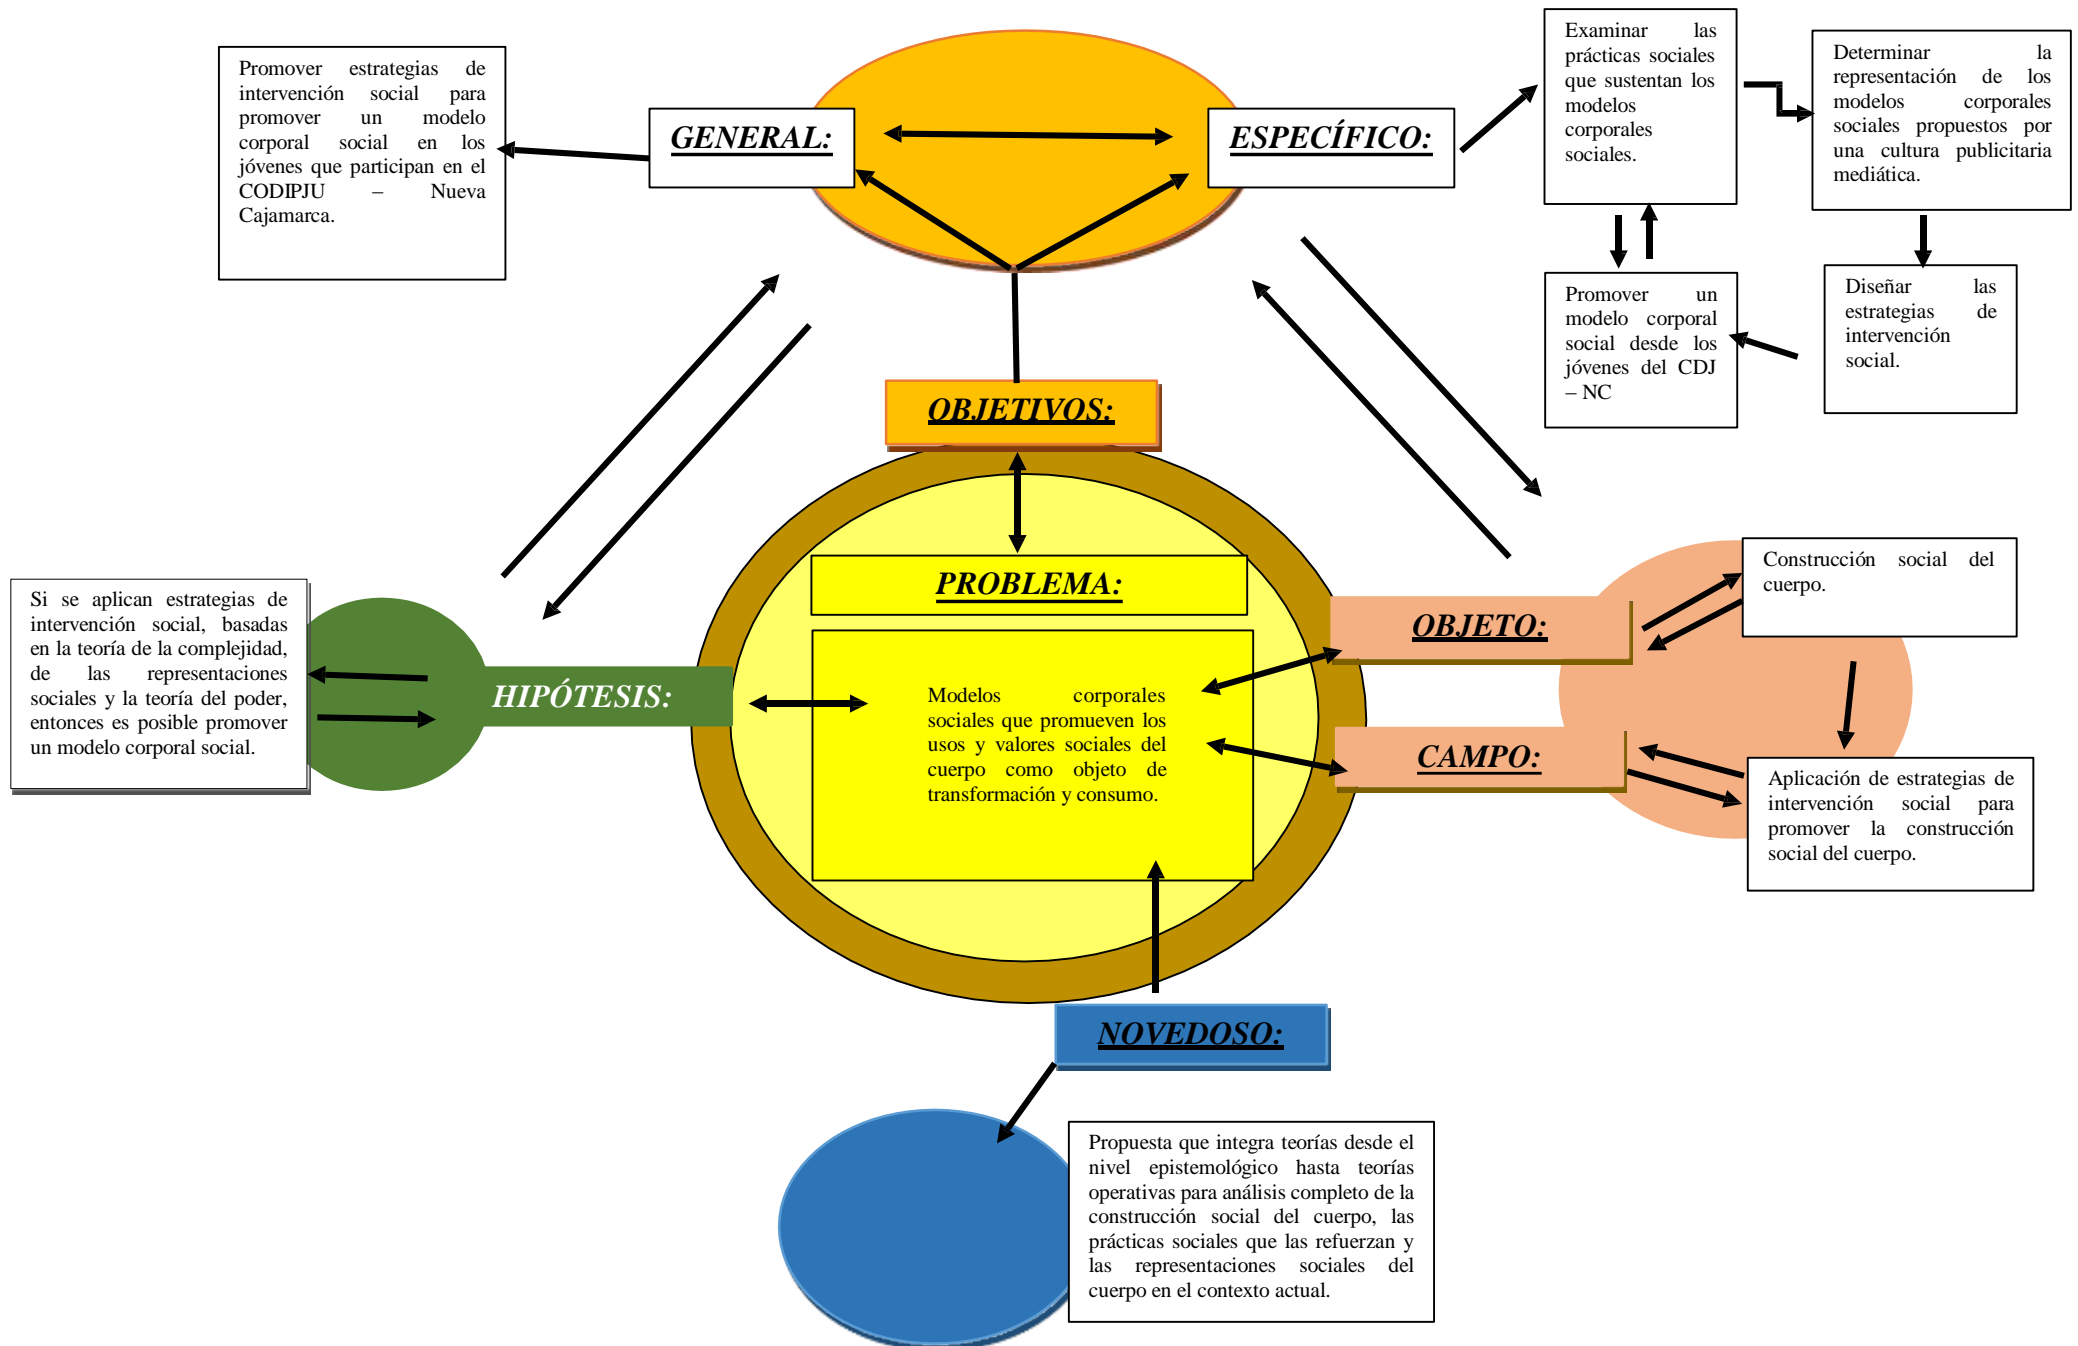 Promover estrategias de
intervención social para
promover un modelo
corporal social en los
jóvenes que participan en el
CODIPJU – Nueva
Cajamarca.
GENERAL:
ESPECÍFICO:
Examinar las
prácticas sociales
que sustentan los
modelos
corporales
sociales.
Determinar la
representación de los
modelos corporales
sociales propuestos por
una cultura publicitaria
mediática.
Promover un
modelo corporal
social desde los
jóvenes del CDJ
– NC
Diseñar las
estrategias de
intervención
social.
OBJETIVOS:
PROBLEMA:
Modelos corporales
sociales que promueven los
usos y valores sociales del
cuerpo como objeto de
transformación y consumo.
Si se aplican estrategias de
intervención social, basadas
en la teoría de la complejidad,
de las representaciones
sociales y la teoría del poder,
entonces es posible promover
un modelo corporal social.
HIPÓTESIS:
OBJETO:
Construcción social del
cuerpo.
CAMPO:
Aplicación de estrategias de
intervención social para
promover la construcción
social del cuerpo.
NOVEDOSO:
Propuesta que integra teorías desde el
nivel epistemológico hasta teorías
operativas para análisis completo de la
construcción social del cuerpo, las
prácticas sociales que las refuerzan y
las representaciones sociales del
cuerpo en el contexto actual.